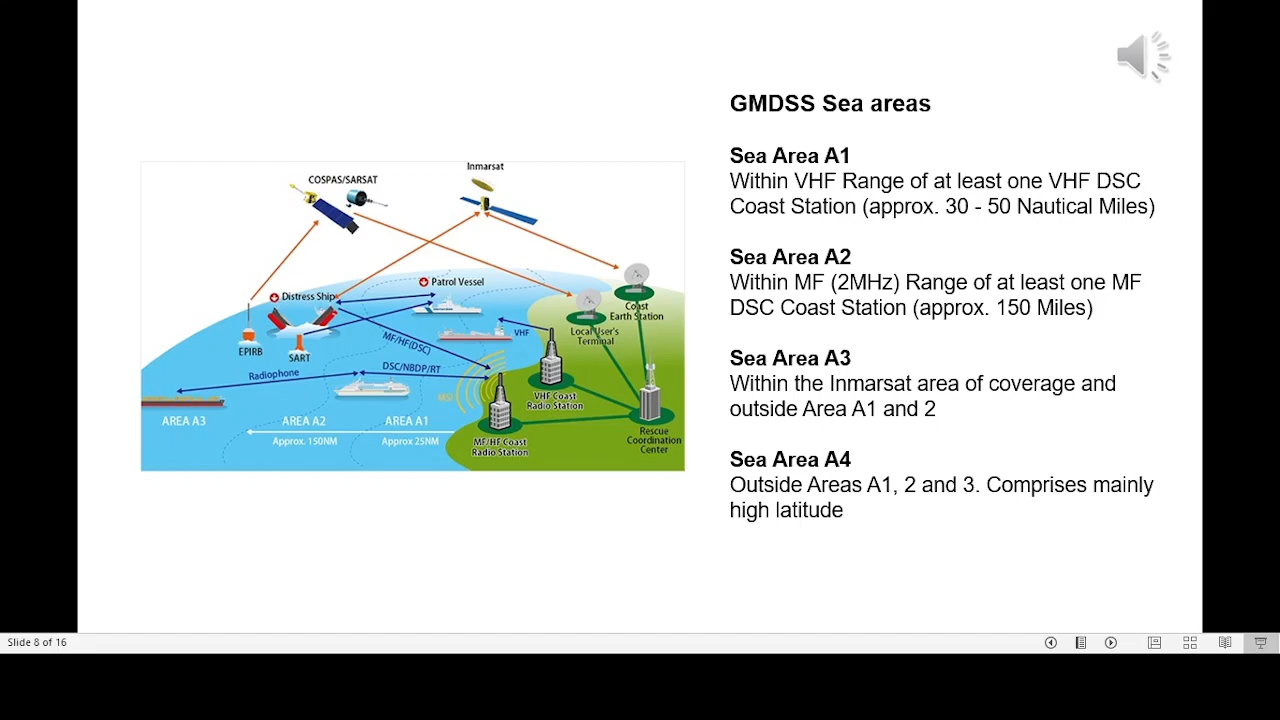 GMDSS Sea areas
Sea Area A1
Within VHF Range of at least one VHF DSC
Coast Station (approx. 30 - 50 Nautical Miles)
Sea Area A2
Within MF (2MHz) Range of at least one MF
DSC Coast Station (approx. 150 Miles)
Sea Area A3
Within the Inmarsat area of coverage and
outside Area A1 and 2
Sea Area A4
Outside Areas A1, 2 and 3. Comprises mainly
high latitude
Inmarsat
COSPAS/SARSAT
Patrol Vessel
Distress Ship
Coast
Earth Station
Local User's
Terminal
VHF
EPIRB
SART
MF/HF(DSC)
Radiophone
DSC/NBDP/RT
MSI
VHF Coast
Radio Station
AREA A3
AREA A2
AREA A1
Approx. 150NM
Approx 25NM
MF/HF Coast
Radio Station
Rescue
Coordination
Center
Slide 8 of 16